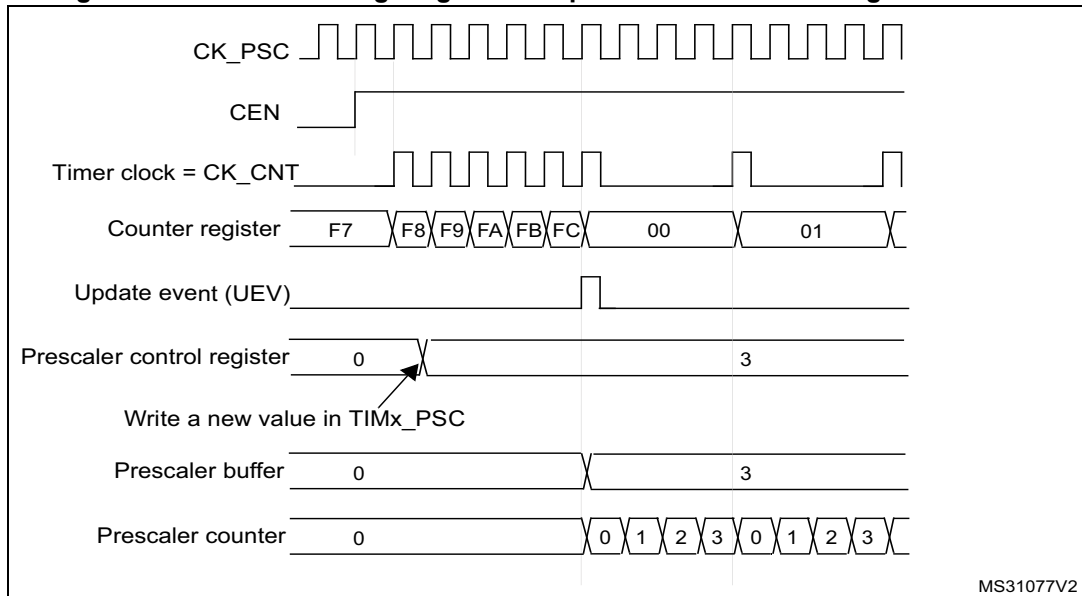 CK_PSC
CEN
Timer clock = CK_CNT
Counter register F7 F8 F9 FA FB FC 00 01
Update event (UEV)
Prescaler control register 0 3
Write a new value in TIMx_PSC
Prescaler buffer 0 3
Prescaler counter 0 0 1 2 3 0 1 2 3
MS31077V2